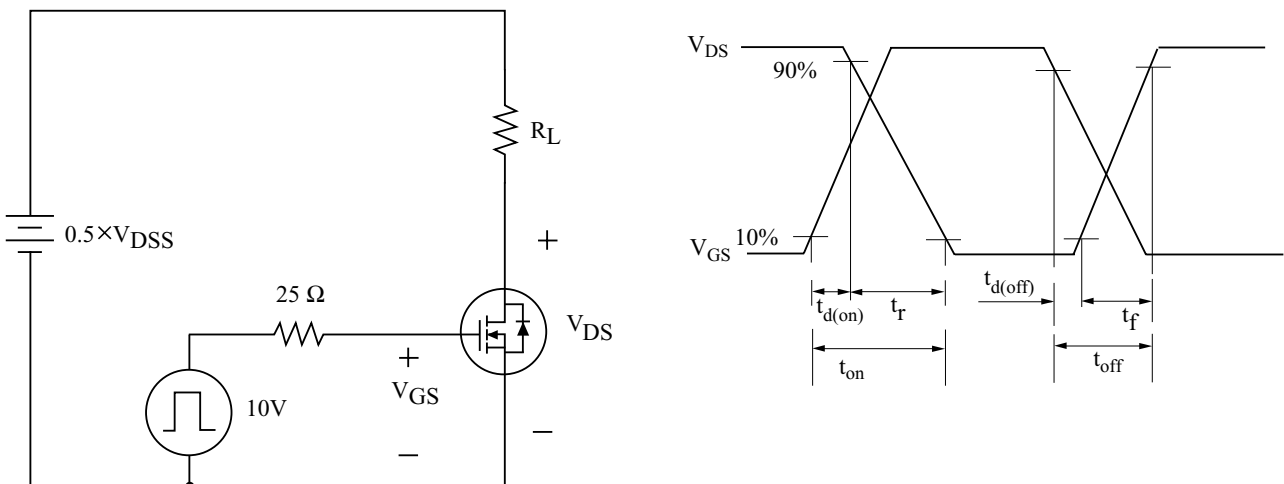 R_L
0.5×V_DSS
25 Ω
10V
+
V_GS
−
+
V_DS
−
V_DS
90%
V_GS
10%
t_d(on)
t_r
t_on
t_d(off)
t_f
t_off